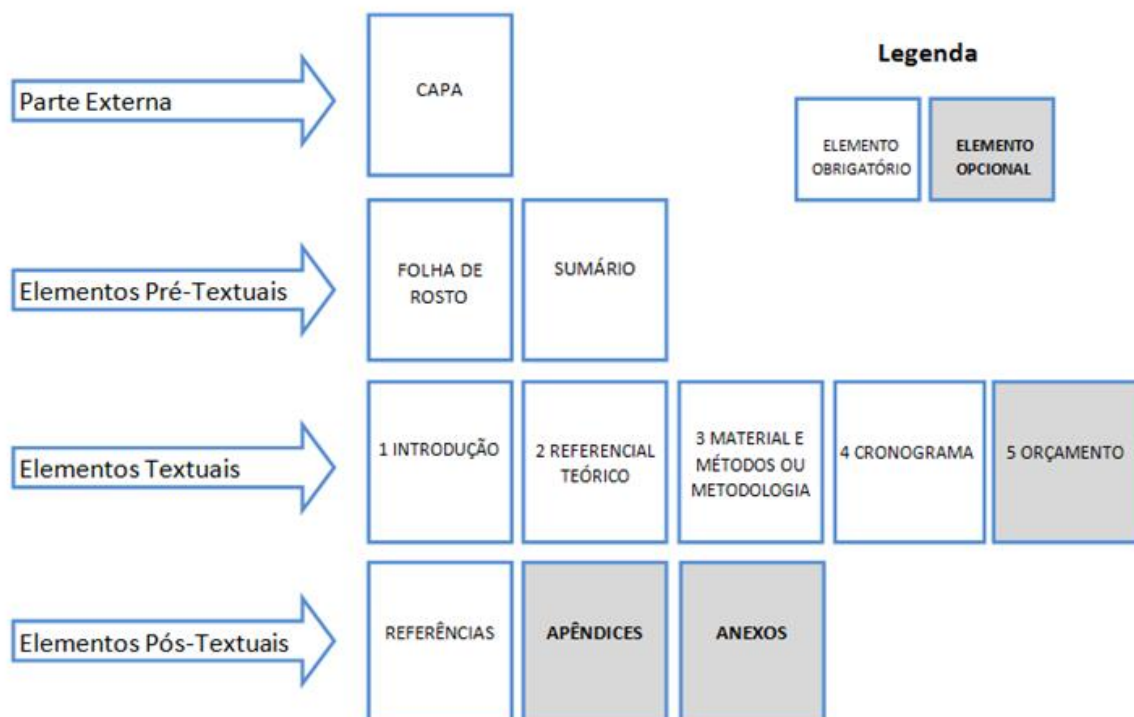 Legenda
Parte Externa
CAPA
ELEMENTO
OBRIGATÓRIO
ELEMENTO
OPCIONAL
Elementos Pré-Textuais
FOLHA DE
ROSTO
SUMÁRIO
Elementos Textuais
1 INTRODUÇÃO
2 REFERENCIAL
TEÓRICO
3 MATERIAL E
MÉTODOS OU
METODOLOGIA
4 CRONOGRAMA
5 ORÇAMENTO
Elementos Pós-Textuais
REFERÊNCIAS
APÊNDICES
ANEXOS